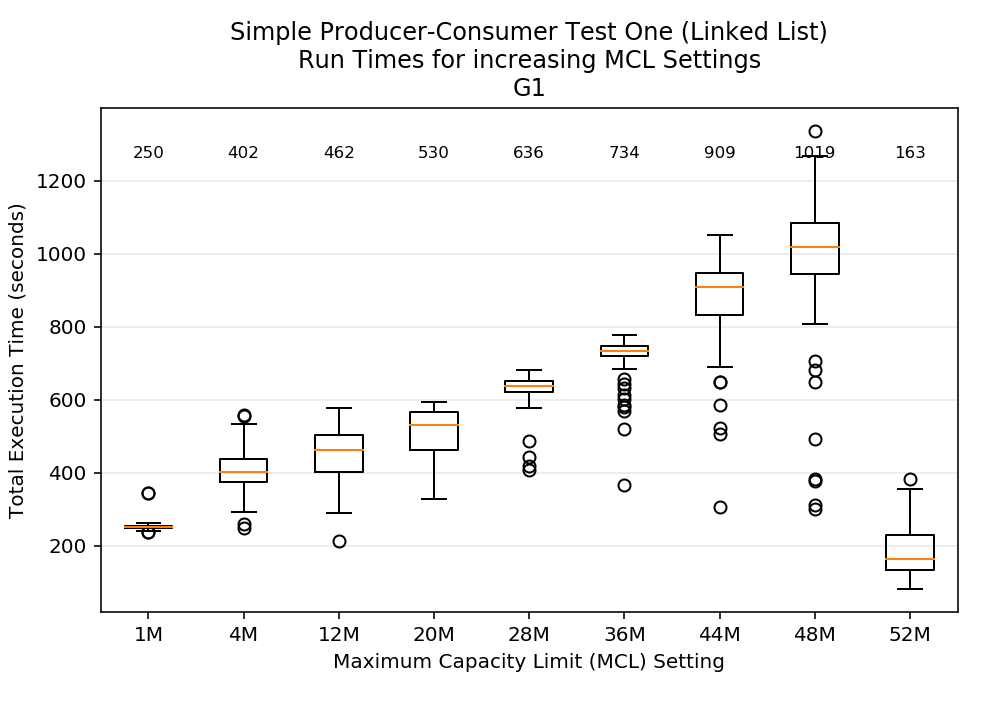 Simple Producer-Consumer Test One (Linked List)
Run Times for increasing MCL Settings
G1
250 402 462 530 636 734 909 1019 163
1200
1000
800
600
400
200
Total Execution Time (seconds)
1M 4M 12M 20M 28M 36M 44M 48M 52M
Maximum Capacity Limit (MCL) Setting